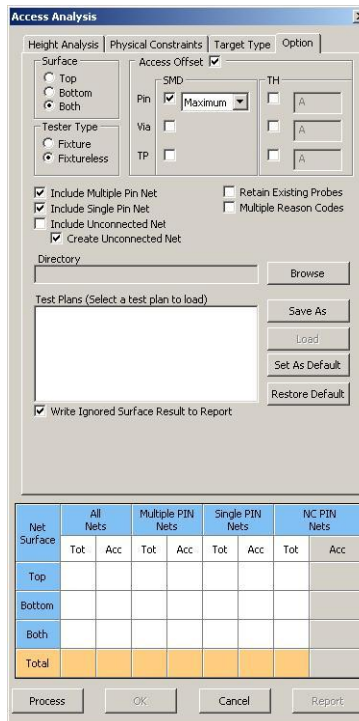 Access Analysis
Height Analysis Physical Constraints Target Type Option
Surface
Top
Bottom
Both
Tester Type
Fixture
Fixtureless
Access Offset
SMD
TH
Pin Maximum A
Via A
TP A
Include Multiple Pin Net
Include Single Pin Net
Include Unconnected Net
Create Unconnected Net
Retain Existing Probes
Multiple Reason Codes
Directory
Browse
Test Plans (Select a test plan to load)
Save As
Load
Set As Default
Restore Default
Write Ignored Surface Result to Report
Net Surface All Nets Multiple PIN Nets Single PIN Nets NC PIN Nets
Tot Acc Tot Acc Tot Acc Tot Acc
Top
Bottom
Both
Total
Process OK Cancel Report